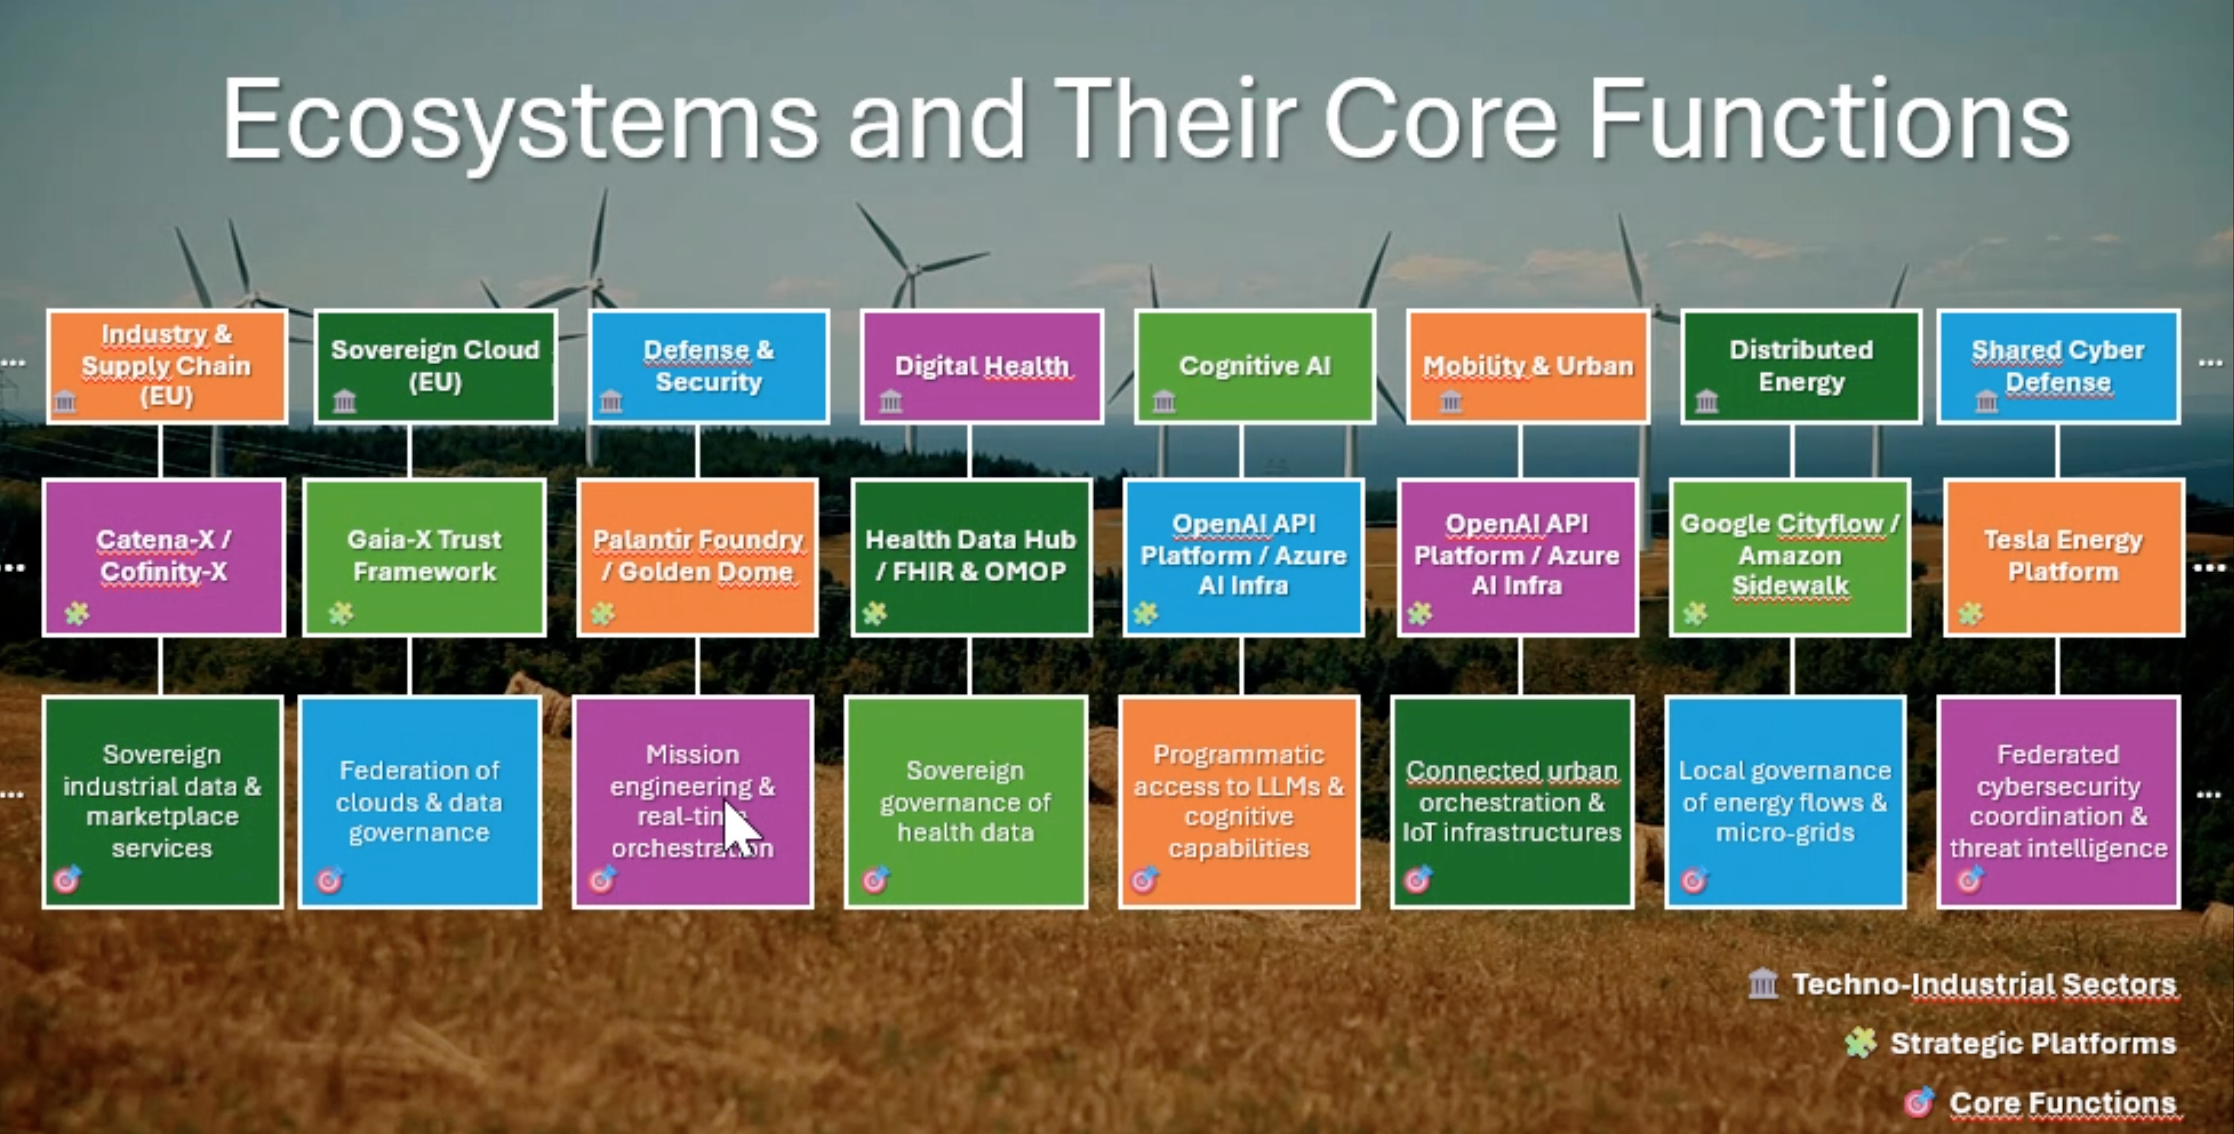 Ecosystems and Their Core Functions
Industry &
Supply Chain
(EU)
Sovereign Cloud
(EU)
Defense &
Security
Digital Health
Cognitive AI
Mobility & Urban
Distributed
Energy
Shared Cyber
Defense
...
...
Catena-X /
Cofinity-X
Gaia-X Trust
Framework
Palantir Foundry
/ Golden Dome
Health Data Hub
/ FHIR & OMOP
OpenAI API
Platform / Azure
AI Infra
OpenAI API
Platform / Azure
AI Infra
Google Cityflow /
Amazon
Sidewalk
Tesla Energy
Platform
...
...
Sovereign
industrial data &
marketplace
services
Federation of
clouds & data
governance
Mission
engineering &
real-time
orchestration
Sovereign
governance of
health data
Programmatic
access to LLMs &
cognitive
capabilities
Connected urban
orchestration &
IoT infrastructures
Local governance
of energy flows &
micro-grids
Federated
cybersecurity
coordination &
threat intelligence
...
...
Techno-Industrial Sectors
Strategic Platforms
Core Functions